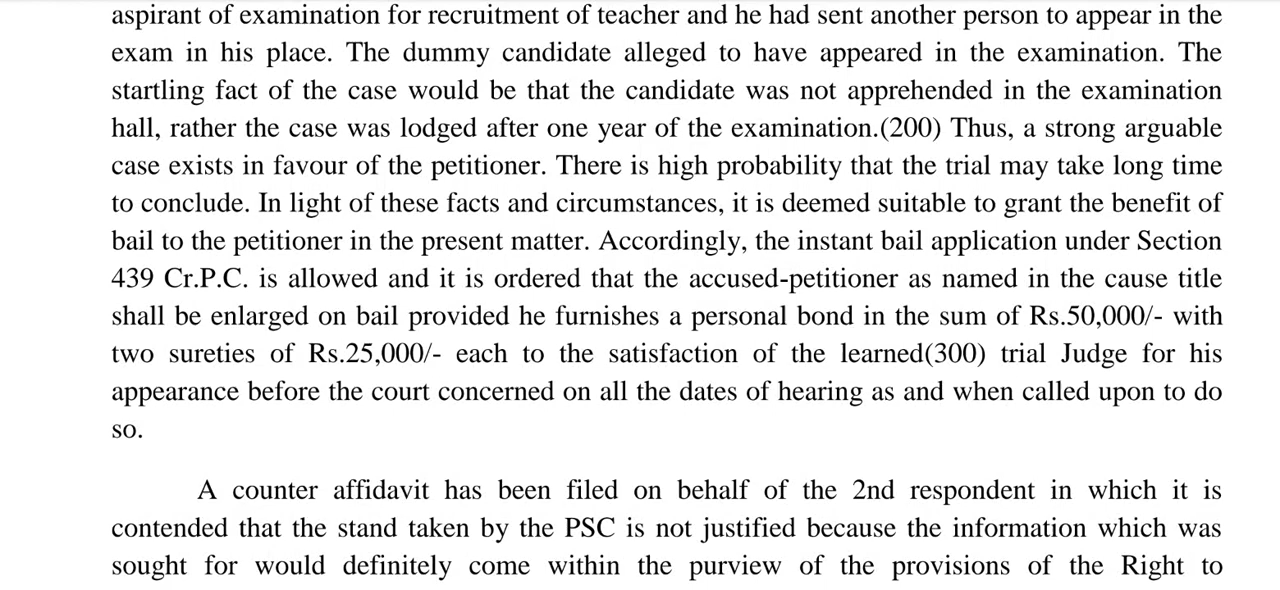 aspirant of examination for recruitment of teacher and he had sent another person to appear in the
exam in his place. The dummy candidate alleged to have appeared in the examination. The
startling fact of the case would be that the candidate was not apprehended in the examination
hall, rather the case was lodged after one year of the examination.(200) Thus, a strong arguable
case exists in favour of the petitioner. There is high probability that the trial may take long time
to conclude. In light of these facts and circumstances, it is deemed suitable to grant the benefit of
bail to the petitioner in the present matter. Accordingly, the instant bail application under Section
439 Cr.P.C. is allowed and it is ordered that the accused-petitioner as named in the cause title
shall be enlarged on bail provided he furnishes a personal bond in the sum of Rs.50,000/- with
two sureties of Rs.25,000/- each to the satisfaction of the learned(300) trial Judge for his
appearance before the court concerned on all the dates of hearing as and when called upon to do
so.
A counter affidavit has been filed on behalf of the 2nd respondent in which it is
contended that the stand taken by the PSC is not justified because the information which was
sought for would definitely come within the purview of the provisions of the Right to